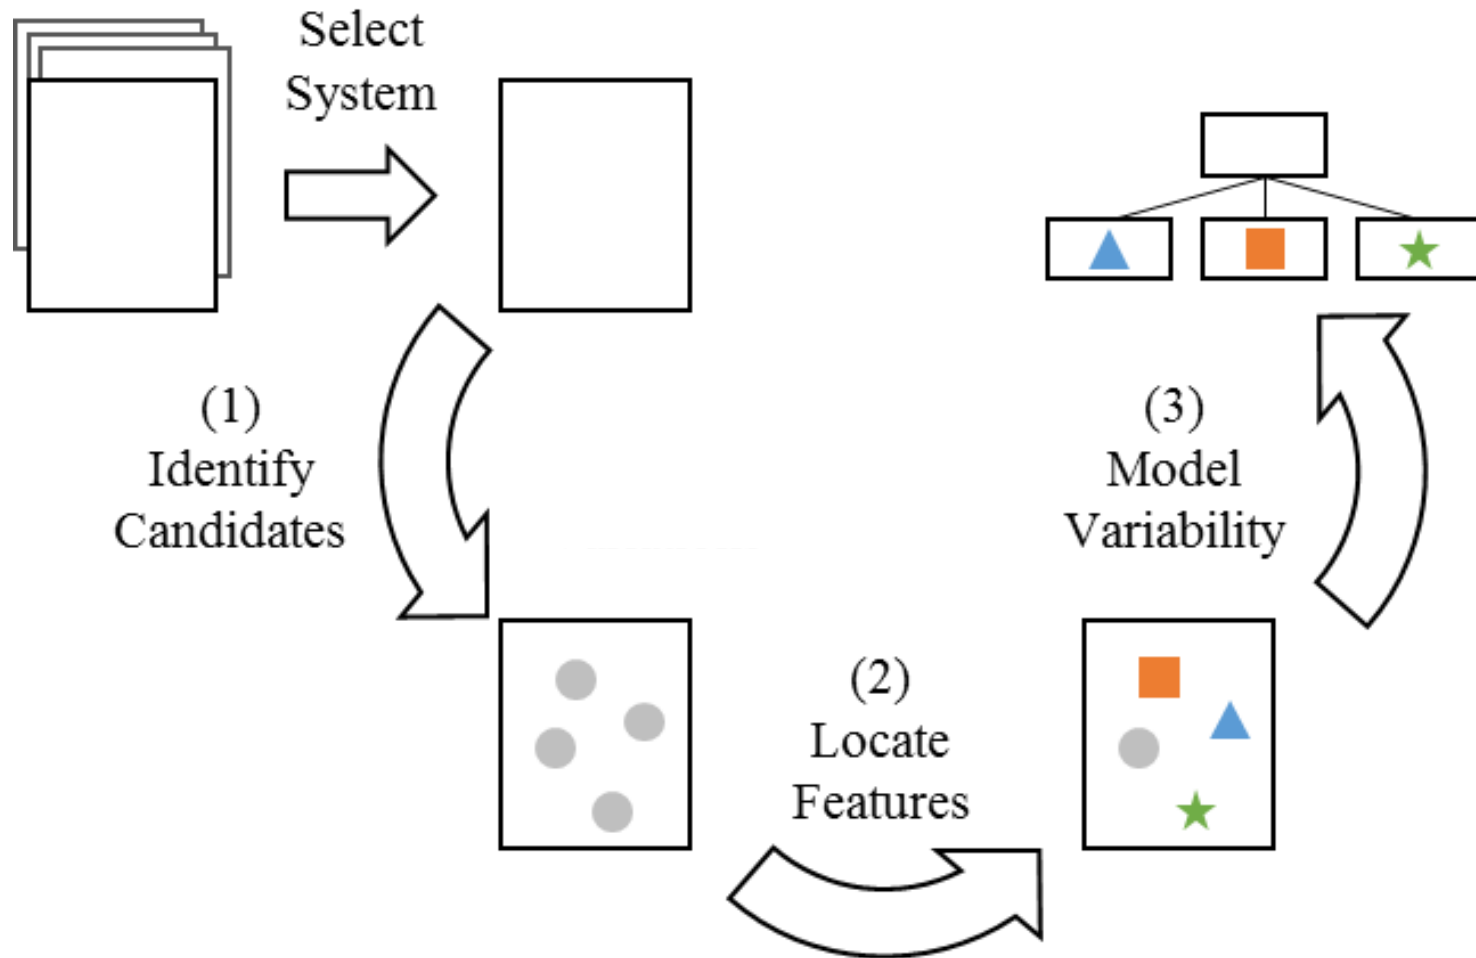 Select
System
(1)
Identify
Candidates
(2)
Locate
Features
(3)
Model
Variability